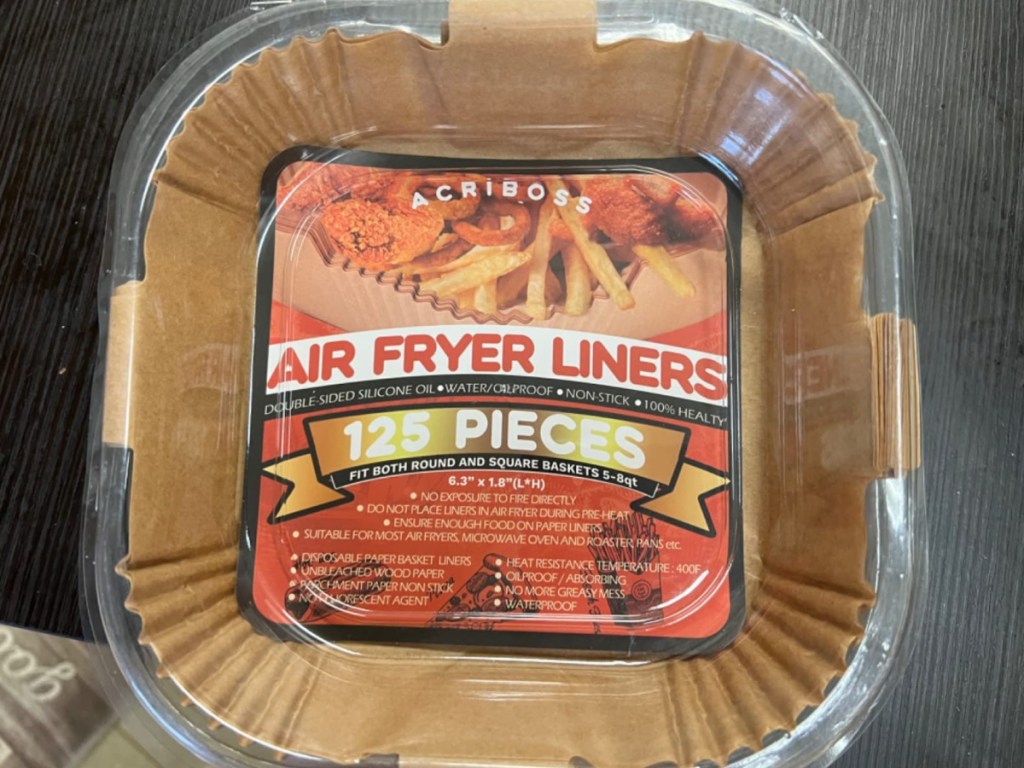 ACRIBOSS
AIR FRYER LINERS
DOUBLE-SIDED SILICONE OIL • WATER/OILPROOF • NON-STICK • 100% HEALTY
125 PIECES
FIT BOTH ROUND AND SQUARE BASKETS 5-8qt
6.3" x 1.8"(L*H)
• NO EXPOSURE TO FIRE DIRECTLY
• DO NOT PLACE LINERS IN AIR FRYER DURING PRE-HEAT
• ENSURE ENOUGH FOOD ON PAPER LINERS
• SUITABLE FOR MOST AIR FRYERS, MICROWAVE OVEN AND ROASTER, PANS etc.
• DISPOSABLE PAPER BASKET LINERS
• UNBLEACHED WOOD PAPER
• PARCHMENT PAPER NON STICK
• NO FLUORESCENT AGENT
• HEAT RESISTANCE TEMPERATURE : 400F
• OILPROOF / ABSORBING
• NO MORE GREASY MESS
• WATERPROOF